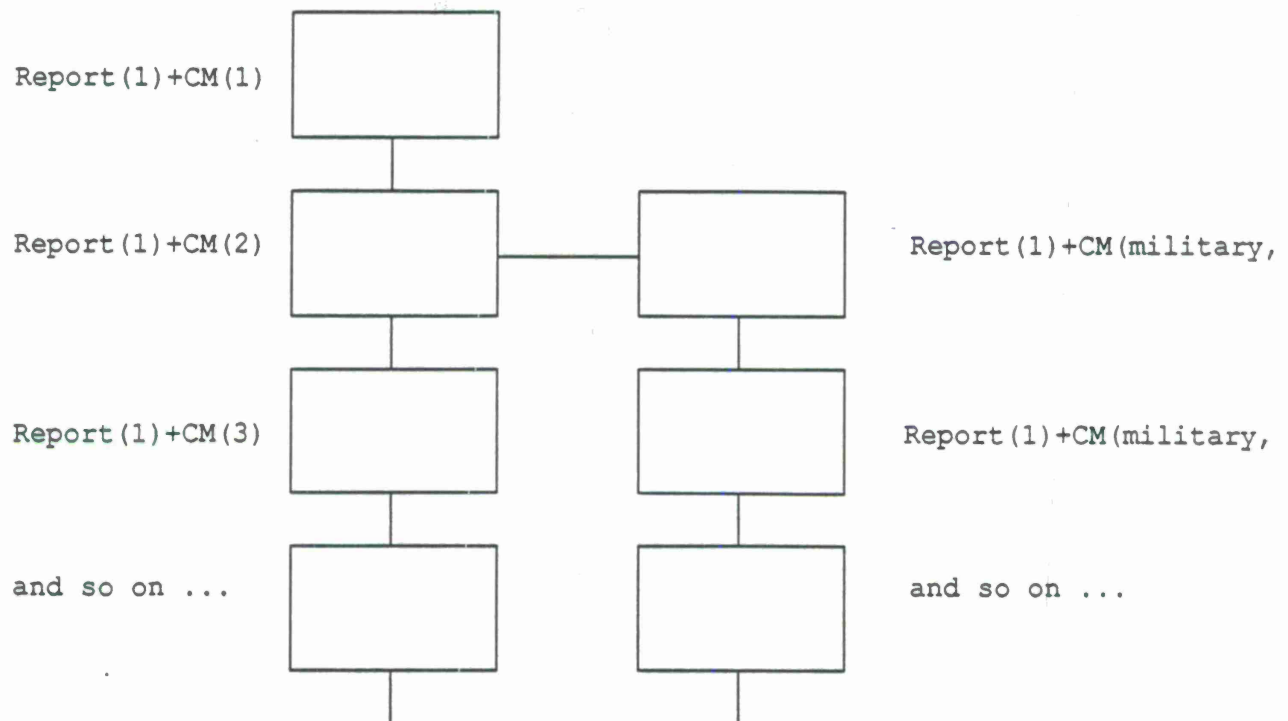 Report(1)+CM(1)
Report(1)+CM(2)
Report(1)+CM(military,
Report(1)+CM(3)
Report(1)+CM(military,
and so on ...
and so on ...